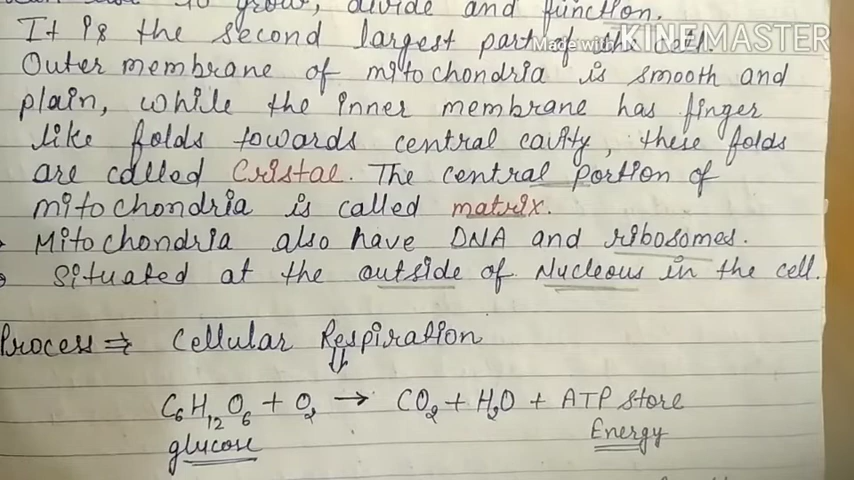 to grow, divide and function.
It is the second largest part of the cell.
Made with KINEMASTER
Outer membrane of mitochondria is smooth and
plain, while the inner membrane has finger
like folds towards central cavity, these folds
are called Cristae. The central portion of
mitochondria is called matrix.
Mitochondria also have DNA and ribosomes.
Situated at the outside of Nucleous in the cell.
Process ⇒ Cellular Respiration
⇓
C₆H₁₂O₆ + O₂ → CO₂ + H₂O + ATP store
glucose Energy